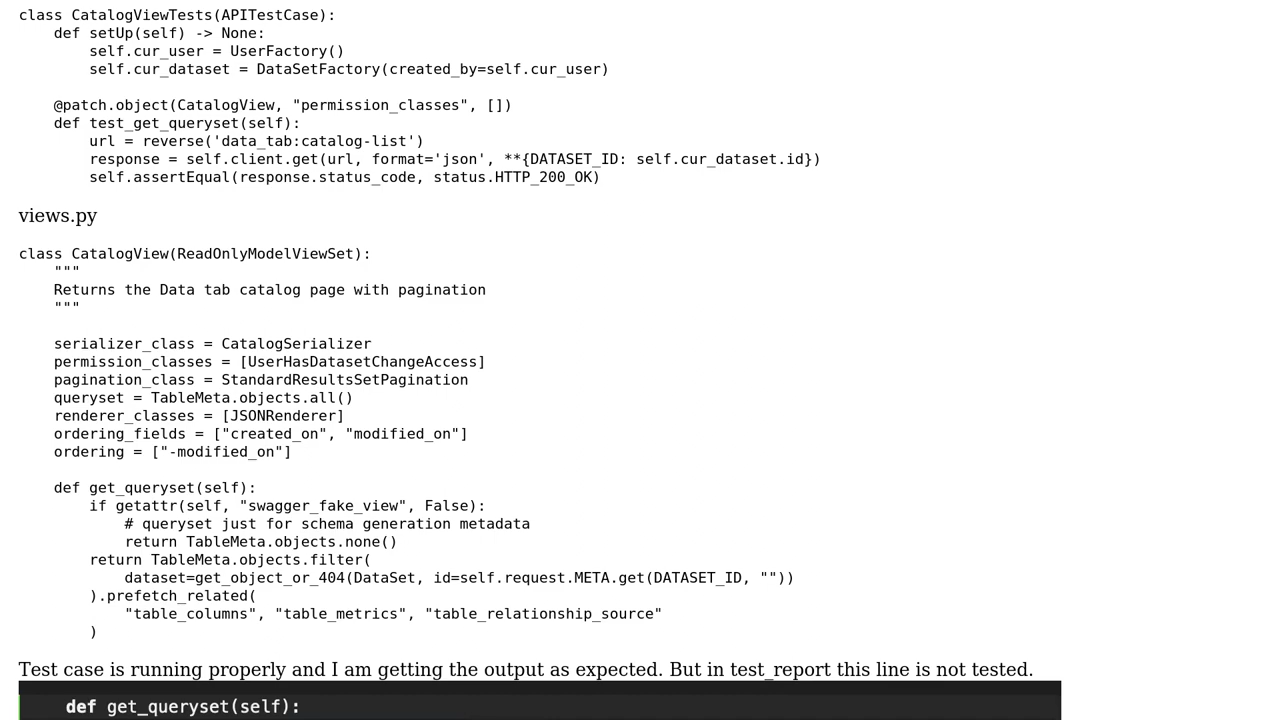 class CatalogViewTests(APITestCase):
    def setUp(self) -> None:
        self.cur_user = UserFactory()
        self.cur_dataset = DataSetFactory(created_by=self.cur_user)

    @patch.object(CatalogView, "permission_classes", [])
    def test_get_queryset(self):
        url = reverse('data_tab:catalog-list')
        response = self.client.get(url, format='json', **{DATASET_ID: self.cur_dataset.id})
        self.assertEqual(response.status_code, status.HTTP_200_OK)

views.py

class CatalogView(ReadOnlyModelViewSet):
    """
    Returns the Data tab catalog page with pagination
    """

    serializer_class = CatalogSerializer
    permission_classes = [UserHasDatasetChangeAccess]
    pagination_class = StandardResultsSetPagination
    queryset = TableMeta.objects.all()
    renderer_classes = [JSONRenderer]
    ordering_fields = ["created_on", "modified_on"]
    ordering = ["-modified_on"]

    def get_queryset(self):
        if getattr(self, "swagger_fake_view", False):
            # queryset just for schema generation metadata
            return TableMeta.objects.none()
        return TableMeta.objects.filter(
            dataset=get_object_or_404(DataSet, id=self.request.META.get(DATASET_ID, ""))
        ).prefetch_related(
            "table_columns", "table_metrics", "table_relationship_source"
        )

Test case is running properly and I am getting the output as expected. But in test_report this line is not tested.
def get_queryset(self):